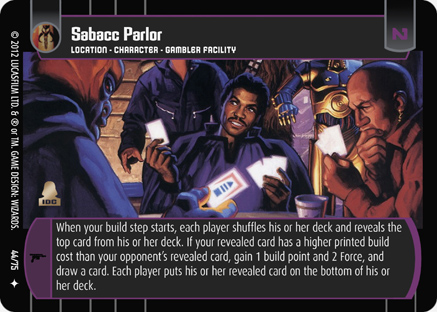 Sabacc Parlor
LOCATION - CHARACTER - GAMBLER FACILITY
N
IDC
When your build step starts, each player shuffles his or her deck and reveals the
top card from his or her deck. If your revealed card has a higher printed build
cost than your opponent's revealed card, gain 1 build point and 2 Force, and
draw a card. Each player puts his or her revealed card on the bottom of his or
her deck.
© 2012 LUCASFILM LTD. & ® or TM. GAME DESIGN: WIZARDS.
44/75